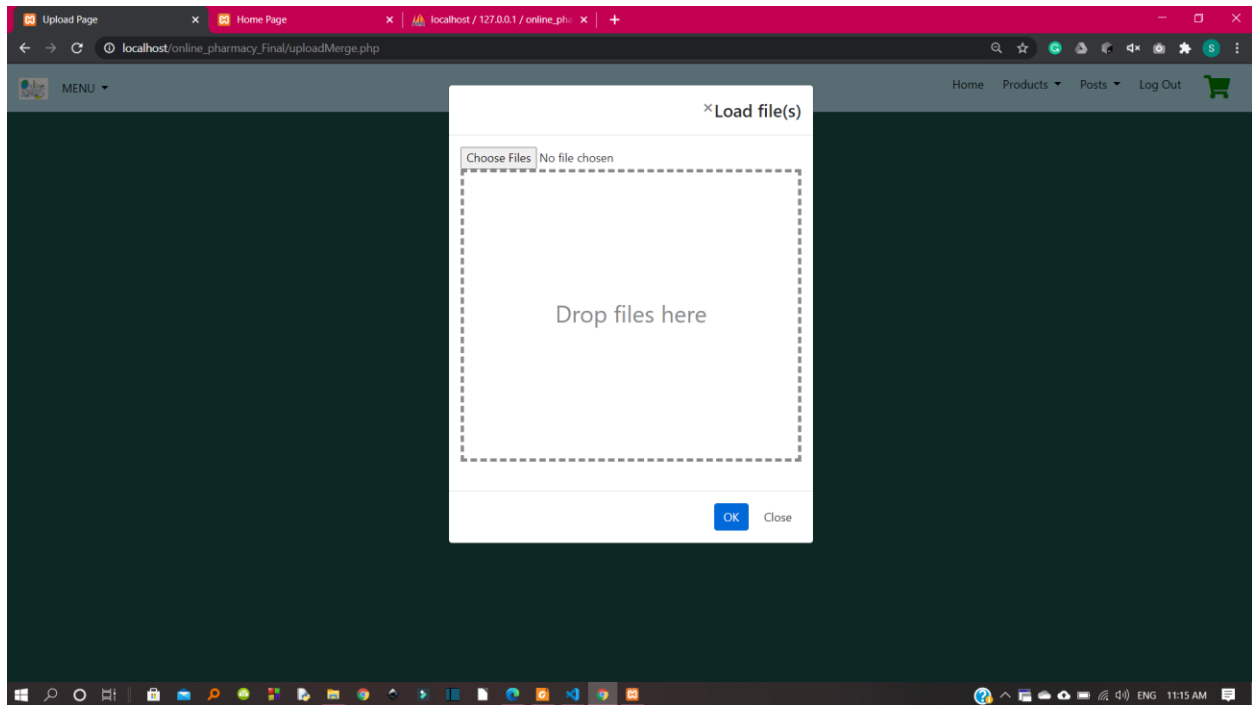 Upload Page
Home Page
localhost / 127.0.0.1 / online_pha
localhost/online_pharmacy_Final/uploadMerge.php
S
MENU
Home Products Posts Log Out
×Load file(s)
Choose Files No file chosen
Drop files here
OK Close
ENG 11:15 AM